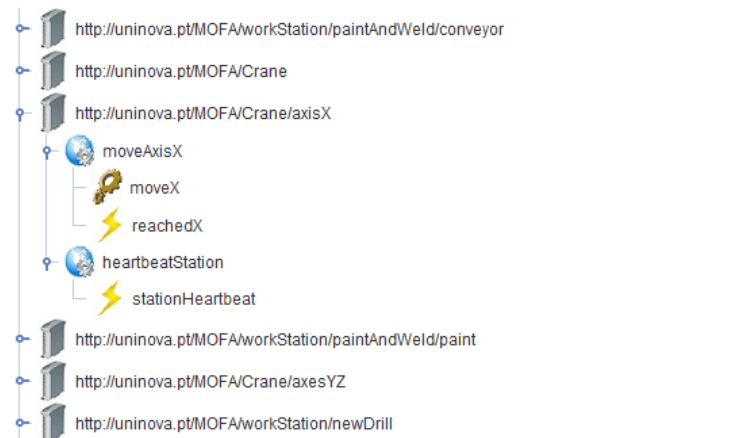 http://uninova.pt/MOFA/workStation/paintAndWeld/conveyor
http://uninova.pt/MOFA/Crane
http://uninova.pt/MOFA/Crane/axisX
moveAxisX
moveX
reachedX
heartbeatStation
stationHeartbeat
http://uninova.pt/MOFA/workStation/paintAndWeld/paint
http://uninova.pt/MOFA/Crane/axesYZ
http://uninova.pt/MOFA/workStation/newDrill